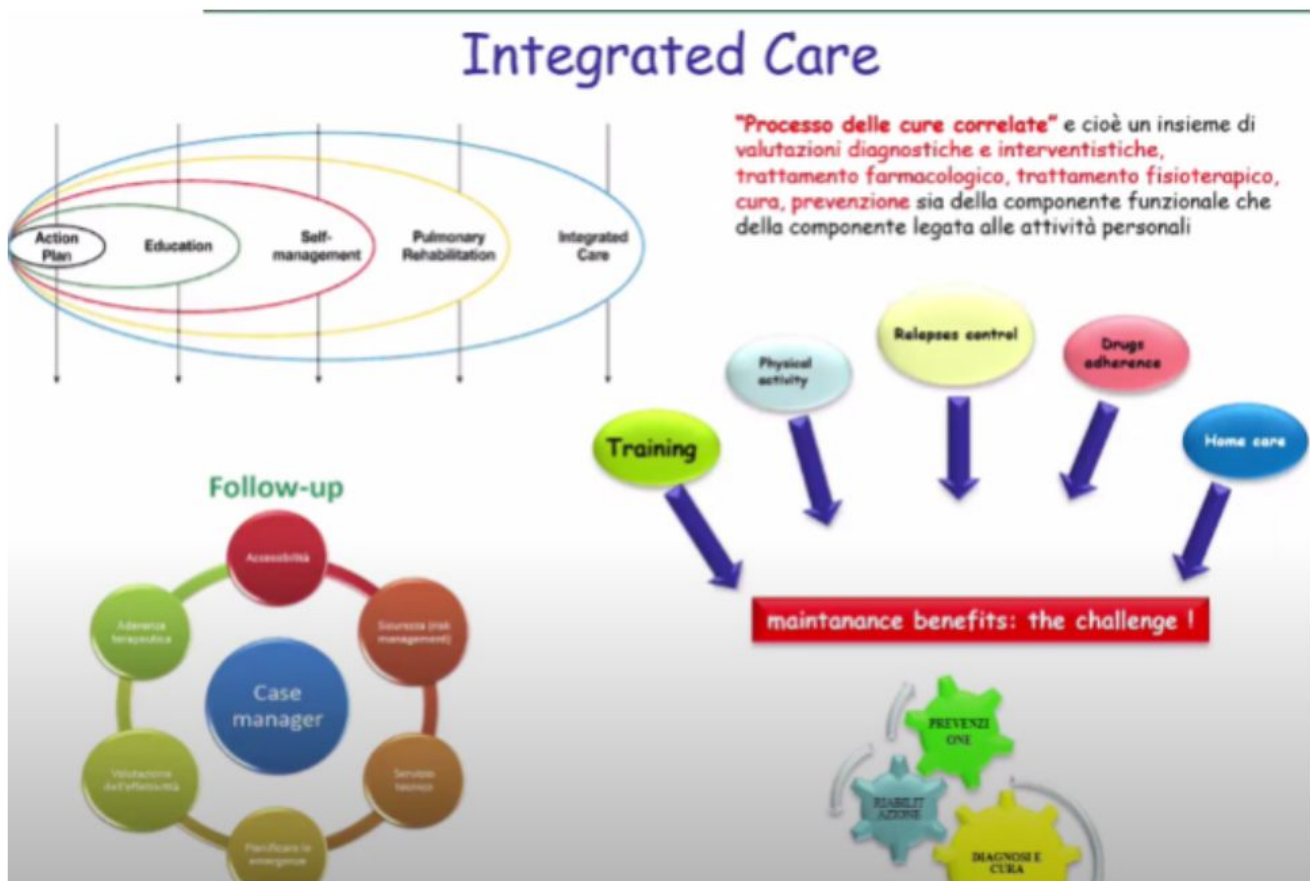 Integrated Care
"Processo delle cure correlate" e cioè un insieme di
valutazioni diagnostiche e interventistiche,
trattamento farmacologico, trattamento fisioterapico,
cura, prevenzione sia della componente funzionale che
della componente legata alle attività personali
Action
Plan
Education
Self-
management
Pulmonary
Rehabilitation
Integrated
Care
Training
Physical
activity
Relapses control
Drugs
adherence
Home care
maintanance benefits: the challenge !
Follow-up
Accessibilità
Sicurezza (risk
management)
Servizio
tecnico
Pianificare le
emergenze
Valutazione
dell'effettività
Aderenza
terapeutica
Case
manager
PREVENZI
ONE
RIABILIT
AZIONE
DIAGNOSI E
CURA